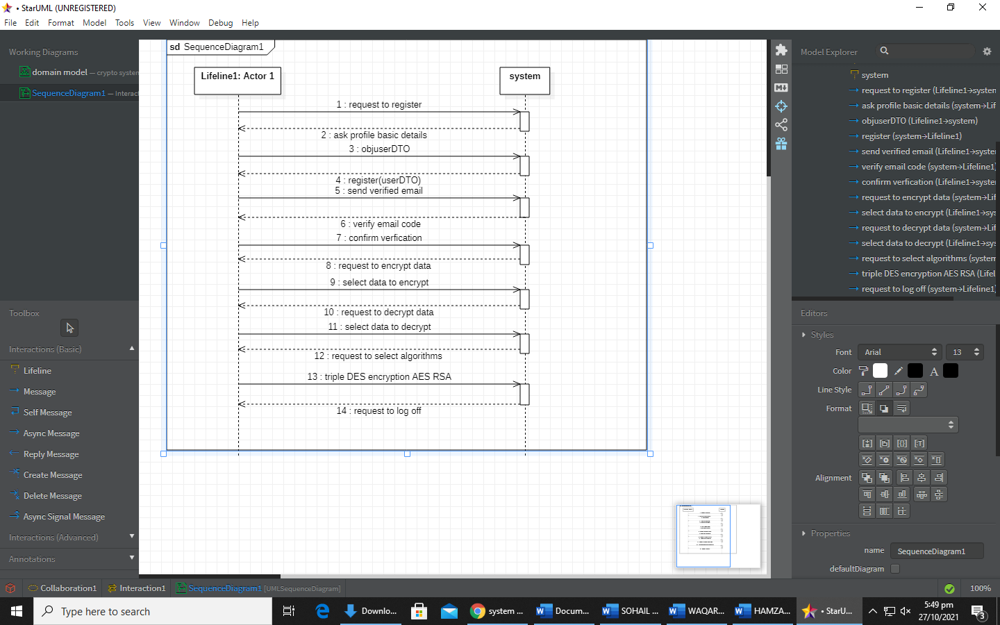 • StarUML (UNREGISTERED)
File Edit Format Model Tools View Window Debug Help
Working Diagrams
domain model — crypto system
SequenceDiagram1 — Interact
Toolbox
Interactions (Basic)
Lifeline
Message
Self Message
Async Message
Reply Message
Create Message
Delete Message
Async Signal Message
Interactions (Advanced)
Annotations
sd SequenceDiagram1
Lifeline1: Actor 1
system
1 : request to register
2 : ask profile basic details
3 : objuserDTO
4 : register(userDTO)
5 : send verified email
6 : verify email code
7 : confirm verfication
8 : request to encrypt data
9 : select data to encrypt
10 : request to decrypt data
11 : select data to decrypt
12 : request to select algorithms
13 : triple DES encryption AES RSA
14 : request to log off
Model Explorer
system
request to register (Lifeline1→system
ask profile basic details (system→Lif
objuserDTO (Lifeline1→system)
register (system→Lifeline1)
send verified email (Lifeline1→syste
verify email code (system→Lifeline1)
confirm verfication (Lifeline1→syste
request to encrypt data (system→Li
select data to encrypt (Lifeline1→sys
request to decrypt data (system→Li
select data to decrypt (Lifeline1→sy
request to select algorithms (system
triple DES encryption AES RSA (Lifel
request to log off (system→Lifeline1)
Editors
Styles
Font Arial 13
Color A
Line Style
Format
Alignment
Properties
name SequenceDiagram1
defaultDiagram
Collaboration1 Interaction1 SequenceDiagram1 [UMLSequenceDiagram] 100%
Type here to search
Downlo... system ... Docum... SOHAIL ... WAQAR... HAMZA... • StarU...
5:49 pm
27/10/2021
3